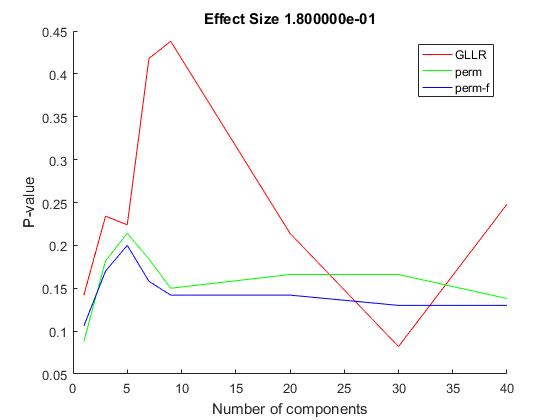 Effect Size 1.800000e-01
0.45
0.4
0.35
0.3
0.25
0.2
0.15
0.1
0.05
P-value
GLLR
perm
perm-f
0 5 10 15 20 25 30 35 40
Number of components